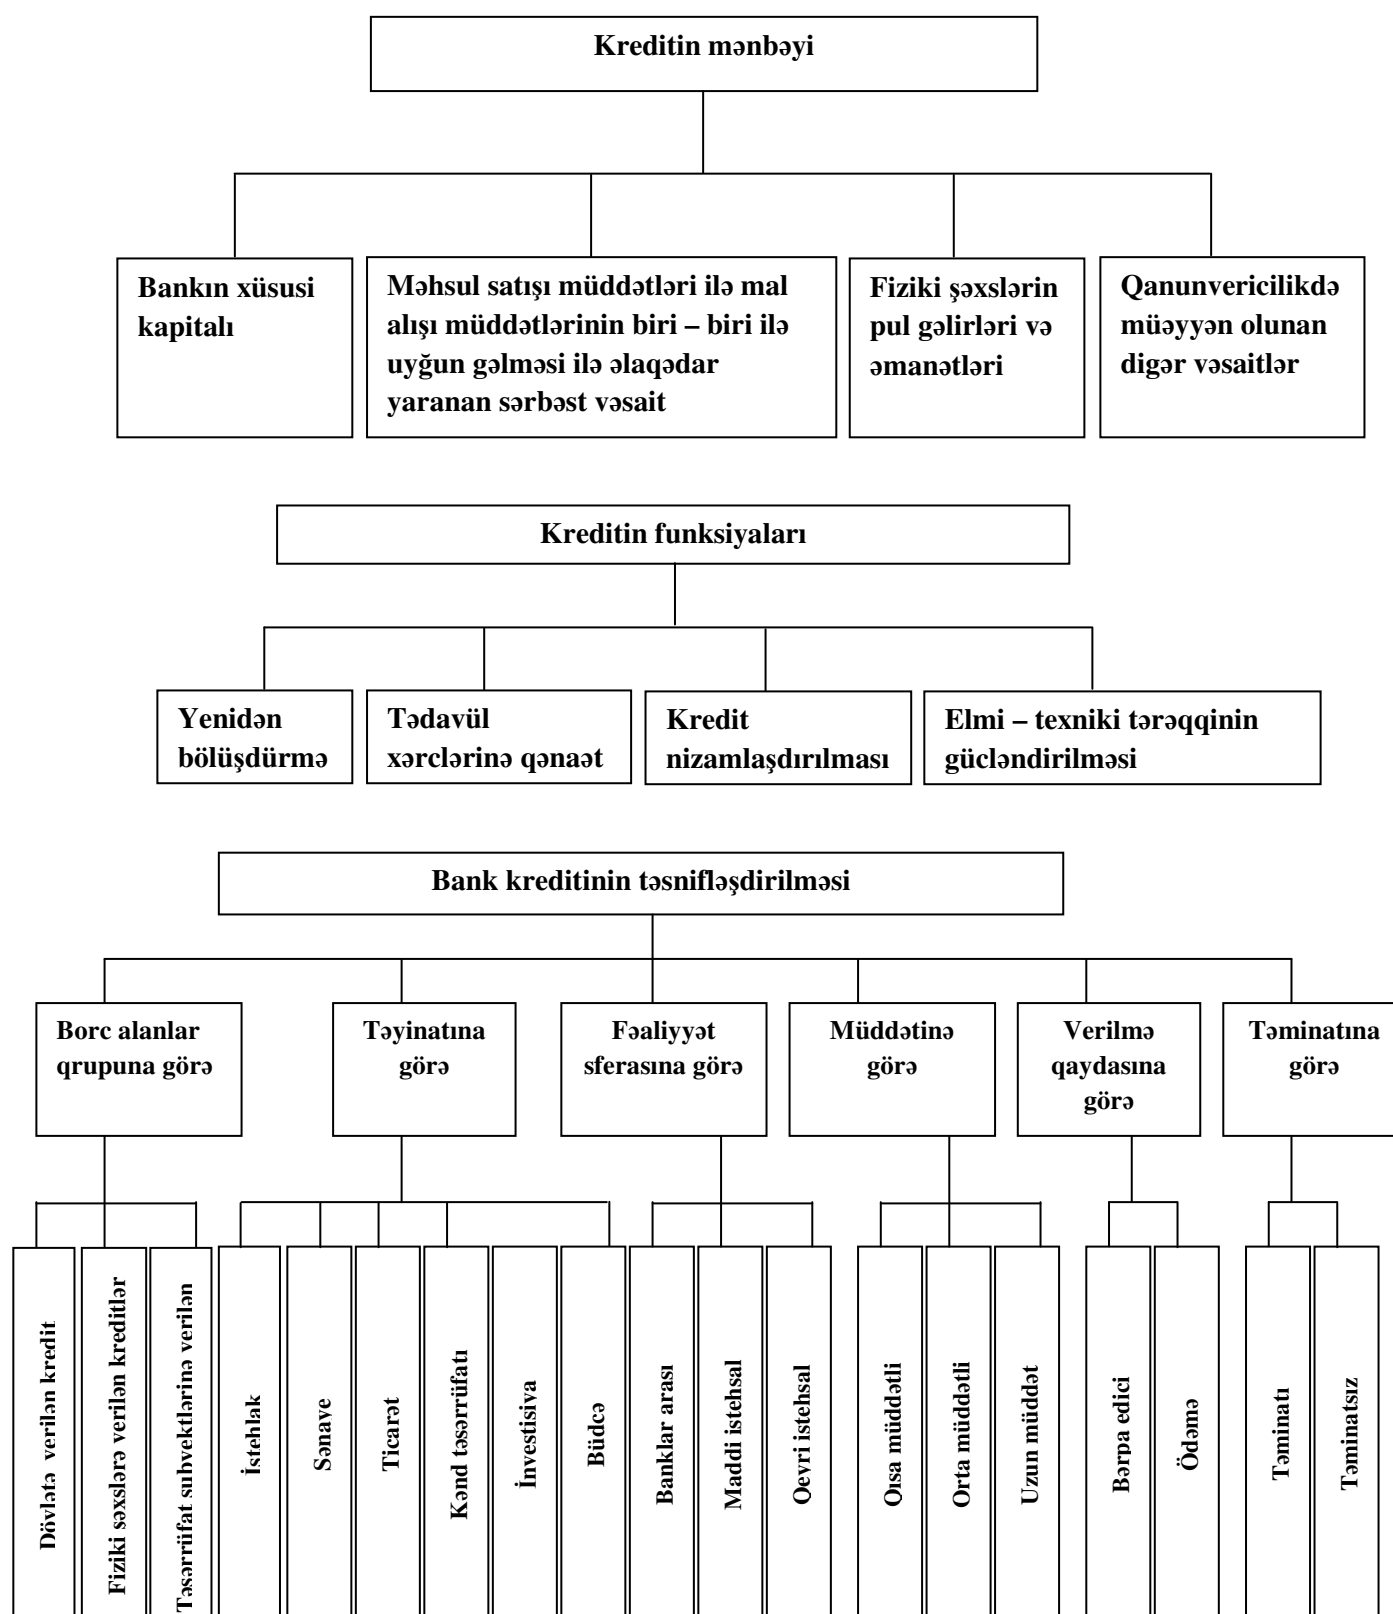 Kreditin mənbəyi
Bankın xüsusi
kapitalı
Məhsul satışı müddətləri ilə mal
alışı müddətlərinin biri – biri ilə
uyğun gəlməsi ilə əlaqədar
yaranan sərbəst vəsait
Fiziki şəxslərin
pul gəlirləri və
əmanətləri
Qanunvericilikdə
müəyyən olunan
digər vəsaitlər
Kreditin funksiyaları
Yenidən
bölüşdürmə
Tədavül
xərclərinə qənaət
Kredit
nizamlaşdırılması
Elmi – texniki tərəqqinin
gücləndirilməsi
Bank kreditinin təsnifləşdirilməsi
Borc alanlar
qrupuna görə
Təyinatına
görə
Fəaliyyət
sferasına görə
Müddətinə
görə
Verilmə
qaydasına
görə
Təminatına
görə
Dövlətə verilən kredit
Fiziki səxslərə verilən kreditlər
Təsərrüfat subyektlərinə verilən
İstehlak
Sənaye
Ticarət
Kənd təsərrüfatı
İnvestisiya
Büdcə
Banklar arası
Maddi istehsal
Qeyri istehsal
Qısa müddətli
Orta müddətli
Uzun müddət
Bərpa edici
Ödəmə
Təminatı
Təminatsız